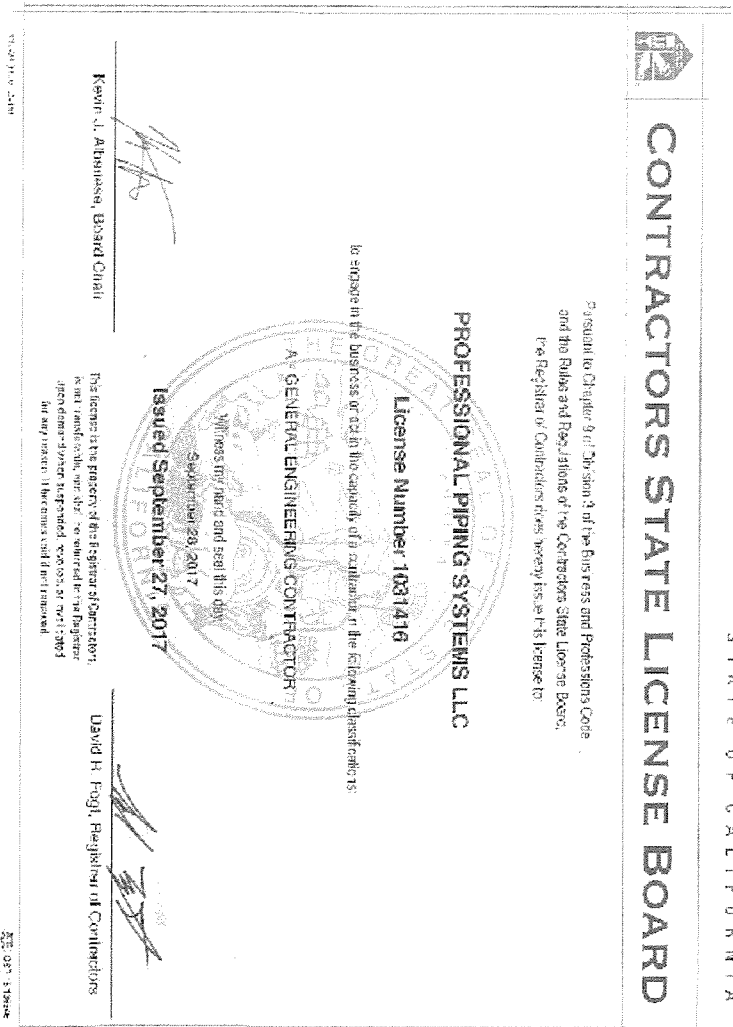 STATE OF CALIFORNIA
CONTRACTORS STATE LICENSE BOARD
Pursuant to Chapter 9 of Division 3 of the Business and Professions Code
and the Rules and Regulations of the Contractors State License Board,
the Registrar of Contractors does hereby issue this license to:
PROFESSIONAL PIPING SYSTEMS LLC
License Number 1031416
to engage in the business or act in the capacity of a contractor in the following classifications:
A - GENERAL ENGINEERING CONTRACTOR
Witness my hand and seal this day,
September 28, 2017
Issued September 27, 2017
Kevin J. Albanese, Board Chair
This license is the property of the Registrar of Contractors,
is not transferrable, and shall be returned to the Registrar
upon demand when suspended, revoked, or invalidated
for any reason. It becomes void if not renewed.
David R. Fogt, Registrar of Contractors